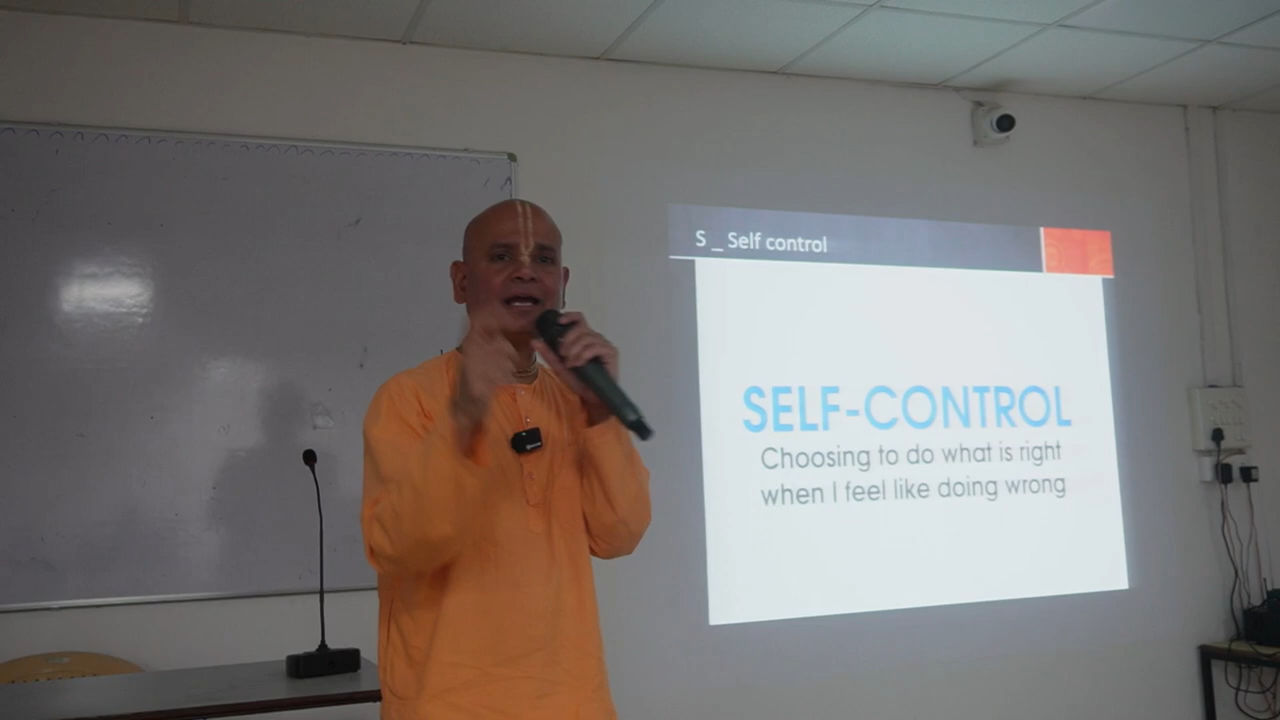 S _ Self control
SELF-CONTROL
Choosing to do what is right
when I feel like doing wrong